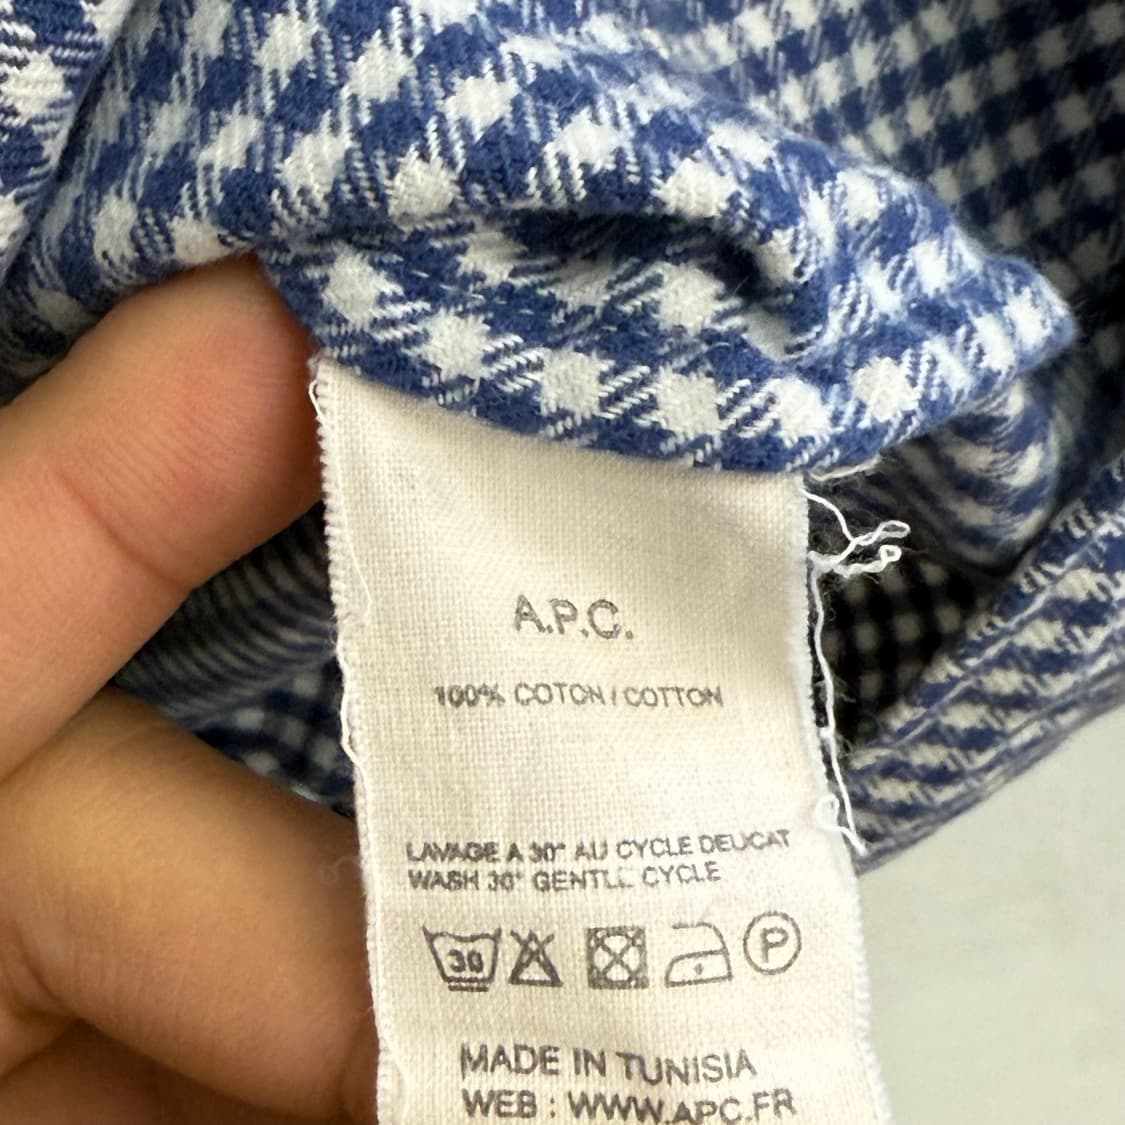 A.P.C.
100% COTON / COTTON
LAVAGE A 30° AU CYCLE DELICAT
WASH 30° GENTLE CYCLE
30 P
MADE IN TUNISIA
WEB : WWW.APC.FR